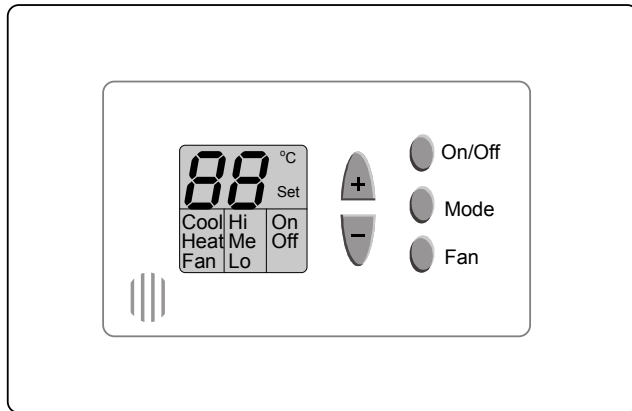 88 °C
Set
Cool Hi On
Heat Me Off
Fan Lo
+
−
On/Off
Mode
Fan